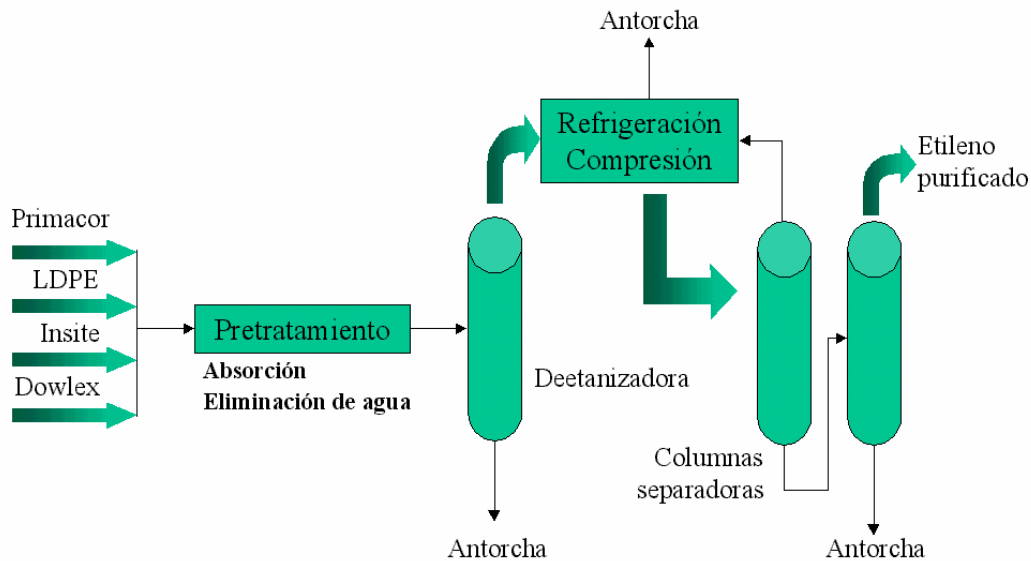 Antorcha
Refrigeración
Compresión
Etileno
purificado
Primacor
LDPE
Insite
Dowlex
Pretratamiento
Absorción
Eliminación de agua
Deetanizadora
Columnas
separadoras
Antorcha
Antorcha